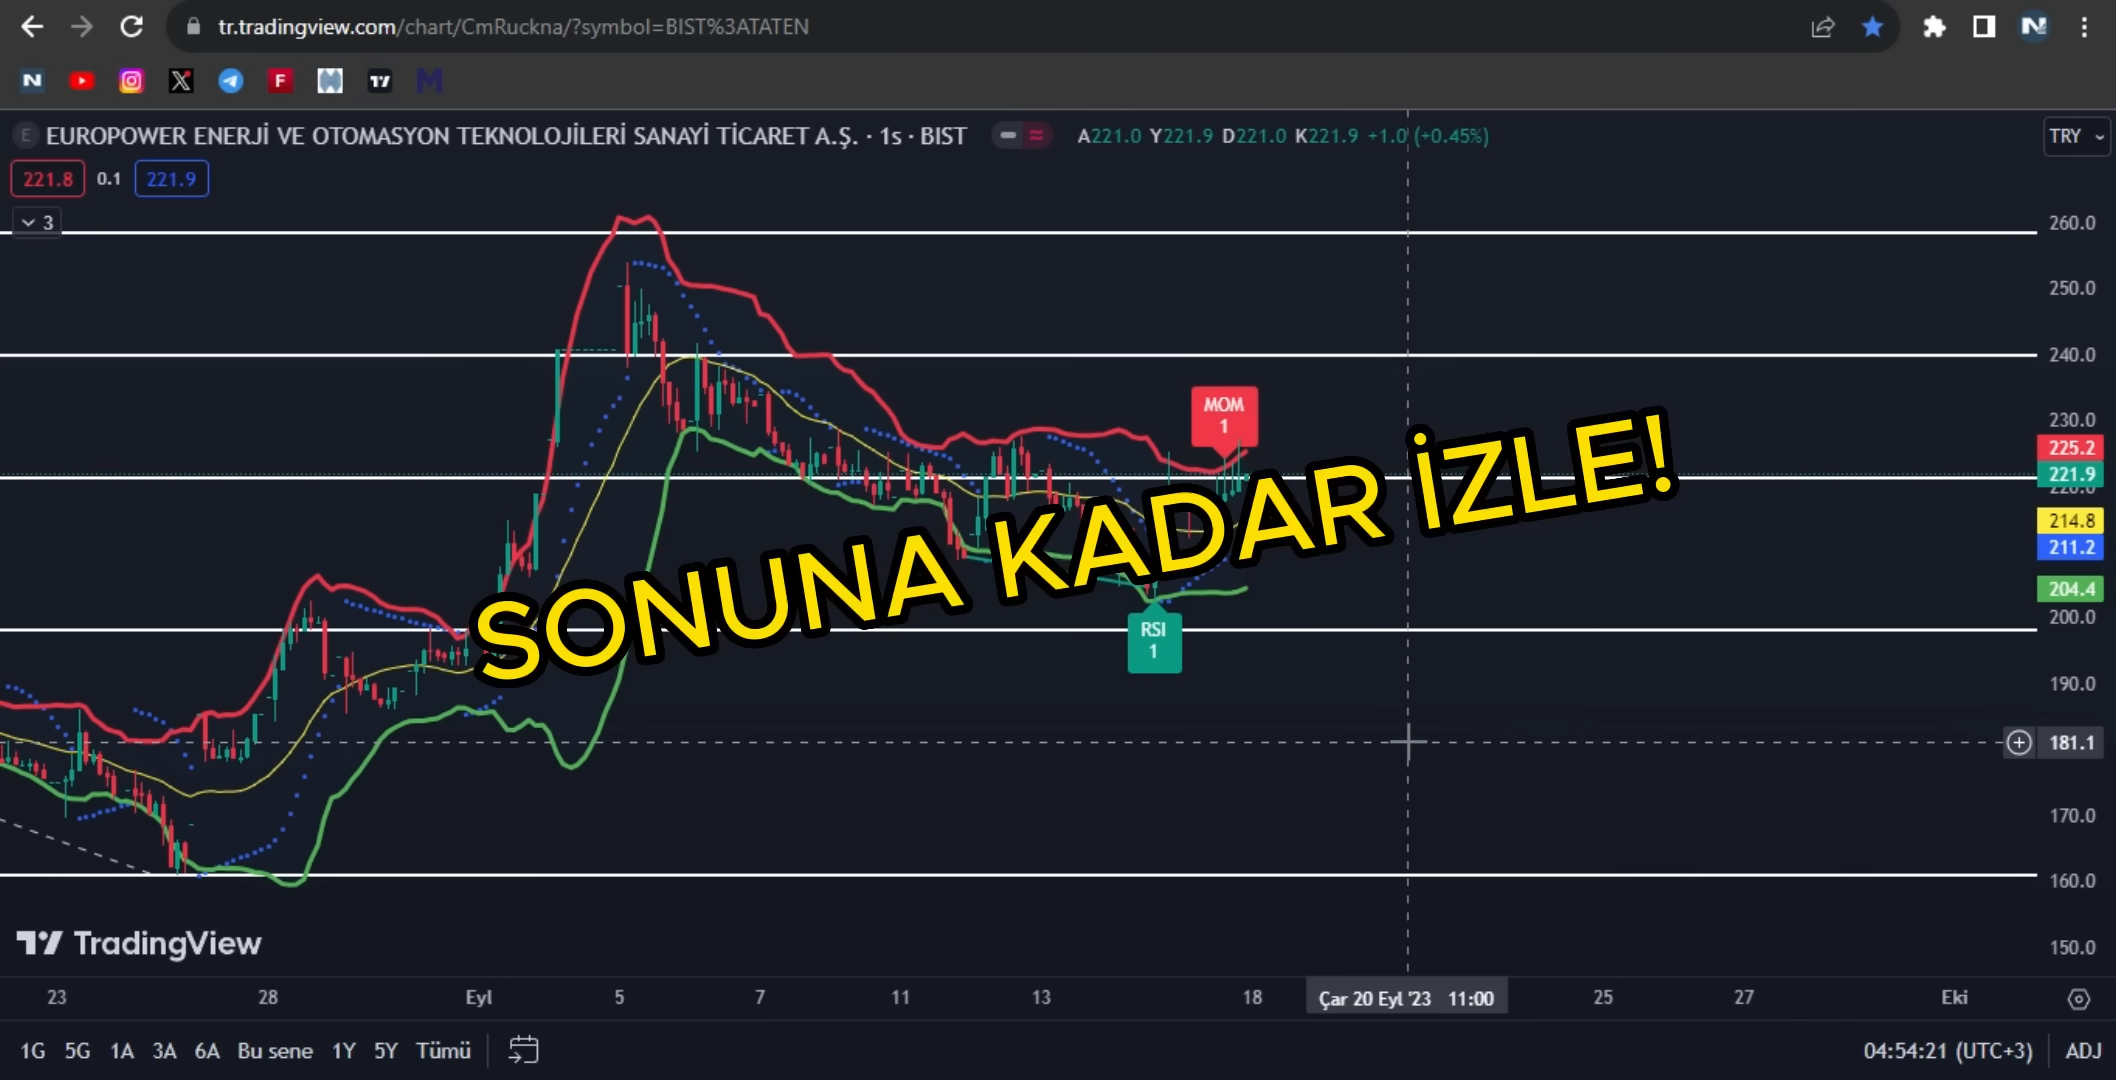 tr.tradingview.com/chart/CmRuckna/?symbol=BIST%3ATATEN
E EUROPOWER ENERJİ VE OTOMASYON TEKNOLOJİLERİ SANAYİ TİCARET A.Ş. · 1s · BIST
A221.0 Y221.9 D221.0 K221.9 +1.0 (+0.45%)
TRY
221.8 0.1 221.9
3
260.0
250.0
240.0
230.0
225.2
221.9
220.0
214.8
211.2
204.4
200.0
190.0
181.1
170.0
160.0
150.0
MOM
1
SONUNA KADAR İZLE!
RSI
1
TradingView
23 28 Eyl 5 7 11 13 18 Çar 20 Eyl '23 11:00 25 27 Eki
1G 5G 1A 3A 6A Bu sene 1Y 5Y Tümü
04:54:21 (UTC+3) ADJ